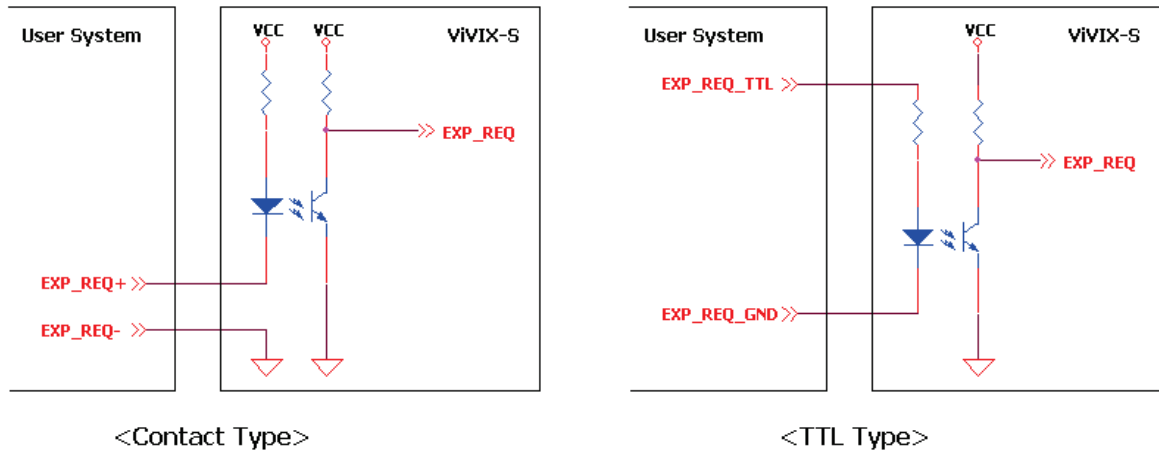 User System
VCC
VCC
ViVIX-S
EXP_REQ
EXP_REQ+
EXP_REQ-
<Contact Type>
User System
VCC
ViVIX-S
EXP_REQ_TTL
EXP_REQ
EXP_REQ_GND
<TTL Type>